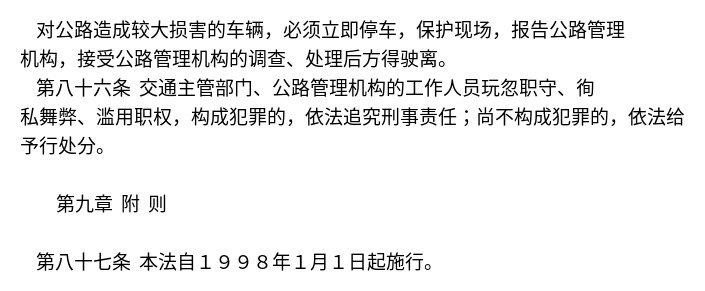 对公路造成较大损害的车辆，必须立即停车，保护现场，报告公路管理
机构，接受公路管理机构的调查、处理后方得驶离。
第八十六条 交通主管部门、公路管理机构的工作人员玩忽职守、徇
私舞弊、滥用职权，构成犯罪的，依法追究刑事责任；尚不构成犯罪的，依法给
予行处分。
第九章 附 则
第八十七条 本法自１９９８年１月１日起施行。